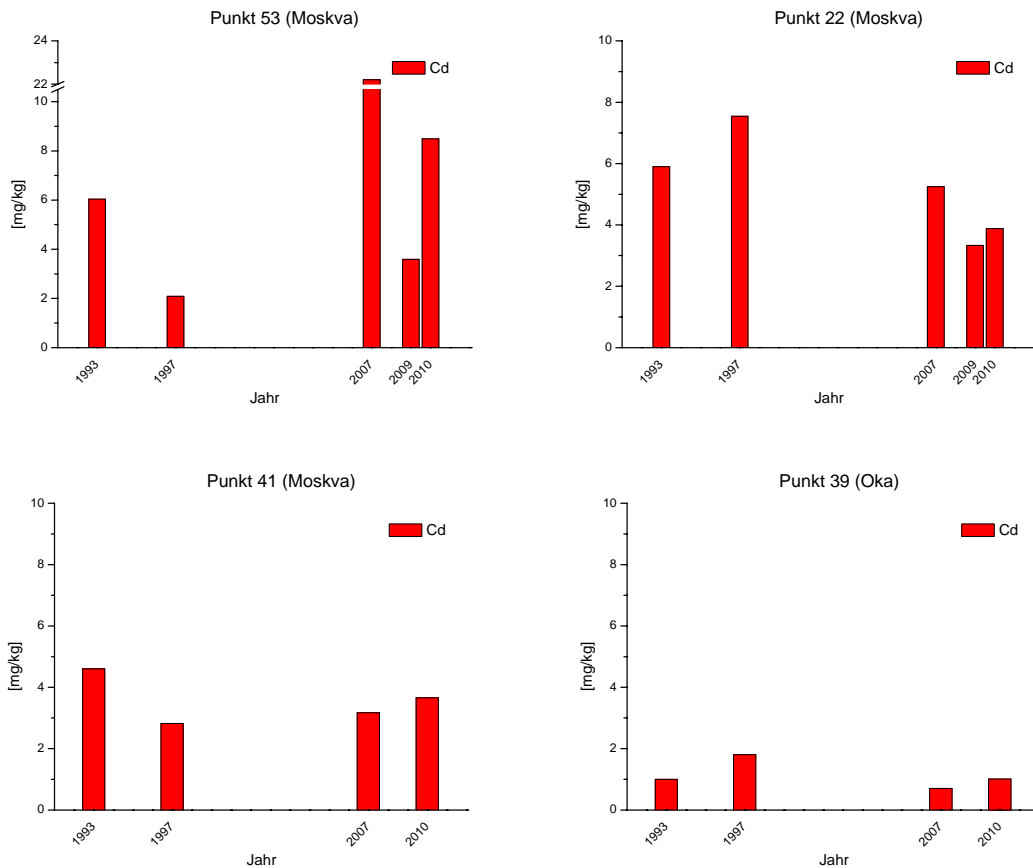 Punkt 53 (Moskva)
24
22
10
8
6
4
2
0
[mg/kg]
Cd
1993
1997
2007
2009
2010
Jahr
Punkt 22 (Moskva)
10
8
6
4
2
0
[mg/kg]
Cd
1993
1997
2007
2009
2010
Jahr
Punkt 41 (Moskva)
10
8
6
4
2
0
[mg/kg]
Cd
1993
1997
2007
2010
Jahr
Punkt 39 (Oka)
10
8
6
4
2
0
[mg/kg]
Cd
1993
1997
2007
2010
Jahr